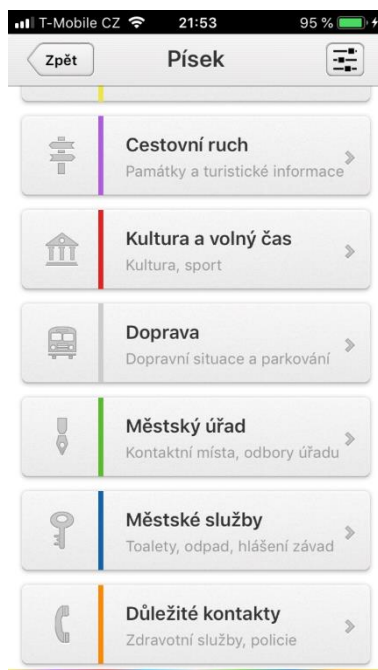 T-Mobile CZ 21:53 95 %
Zpět Písek
Cestovní ruch
Památky a turistické informace
Kultura a volný čas
Kultura, sport
Doprava
Dopravní situace a parkování
Městský úřad
Kontaktní místa, odbory úřadu
Městské služby
Toalety, odpad, hlášení závad
Důležité kontakty
Zdravotní služby, policie